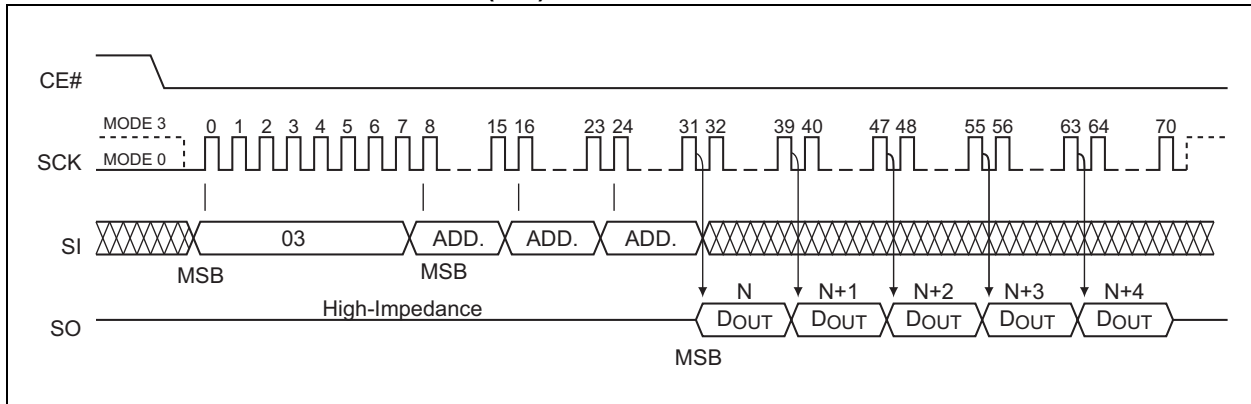 CE#
MODE 3
0 1 2 3 4 5 6 7 8 15 16 23 24 31 32 39 40 47 48 55 56 63 64 70
SCK
MODE 0
SI
03 ADD. ADD. ADD.
MSB MSB
N N+1 N+2 N+3 N+4
High-Impedance
SO
DOUT DOUT DOUT DOUT DOUT
MSB